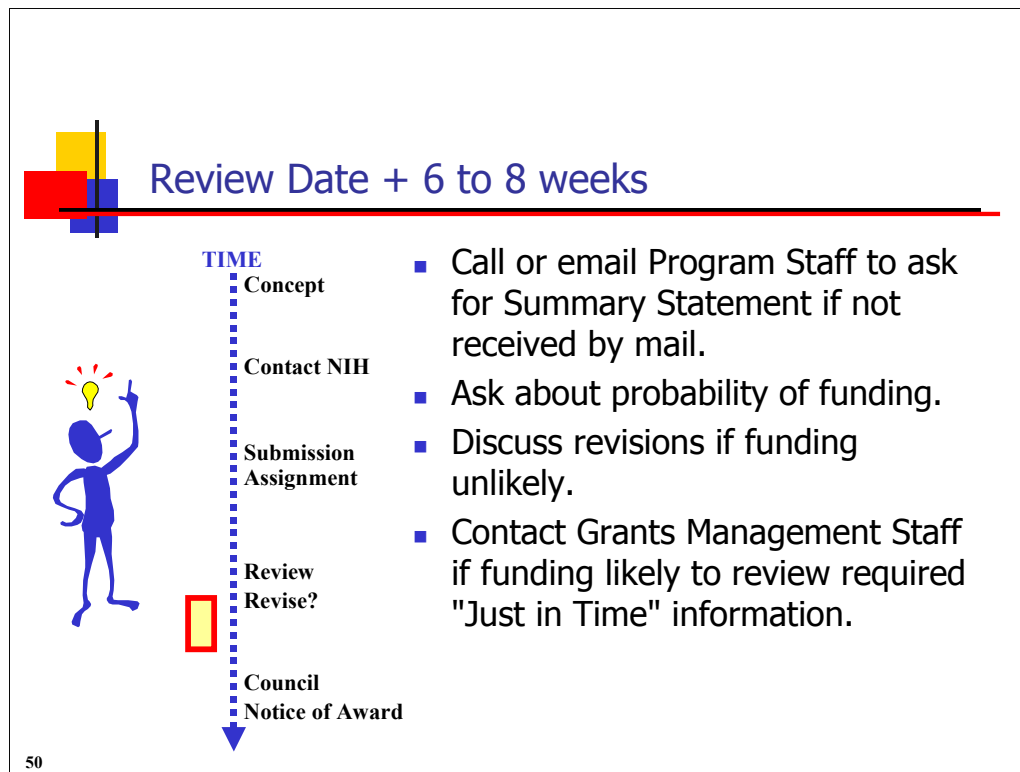 Review Date + 6 to 8 weeks
TIME
Concept
Contact NIH
Submission
Assignment
Review
Revise?
Council
Notice of Award
Call or email Program Staff to ask
for Summary Statement if not
received by mail.
Ask about probability of funding.
Discuss revisions if funding
unlikely.
Contact Grants Management Staff
if funding likely to review required
"Just in Time" information.
50